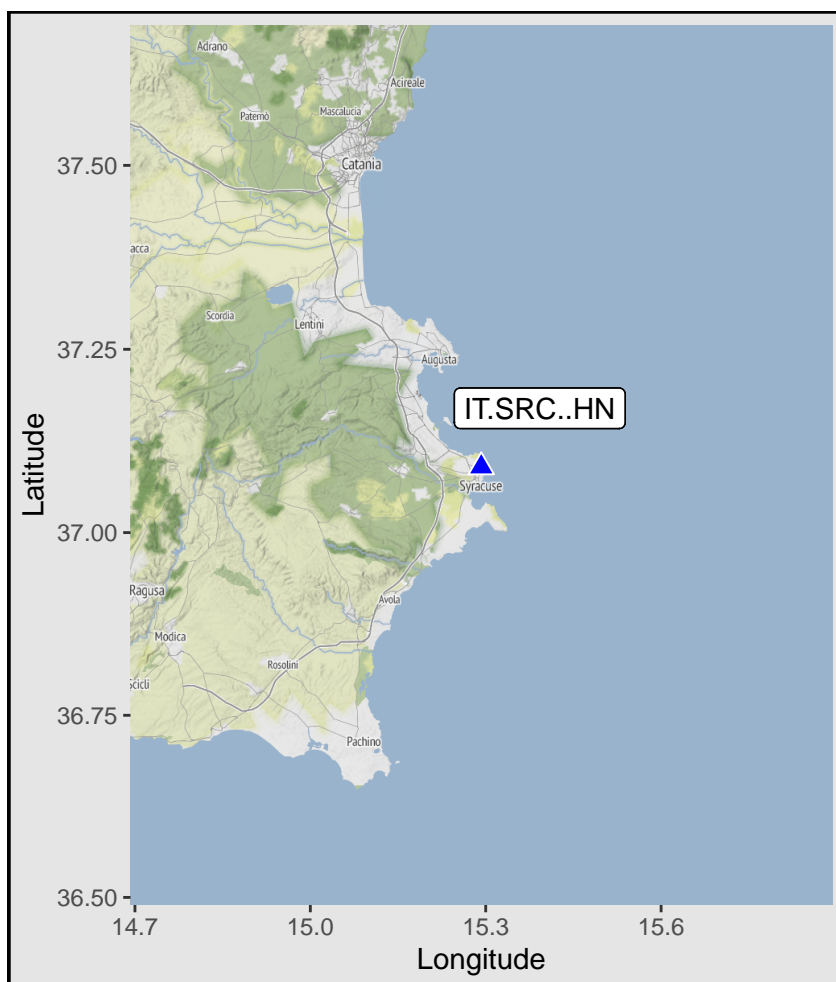 Adrano
Acireale
Mascalucia
Paternò
37.50
Catania
acca
Scordia
Lentini
37.25
Augusta
IT.SRC..HN
Latitude
Syracuse
37.00
Ragusa
Avola
Modica
Rosolini
Scicli
36.75
Pachino
36.50
14.7 15.0 15.3 15.6
Longitude